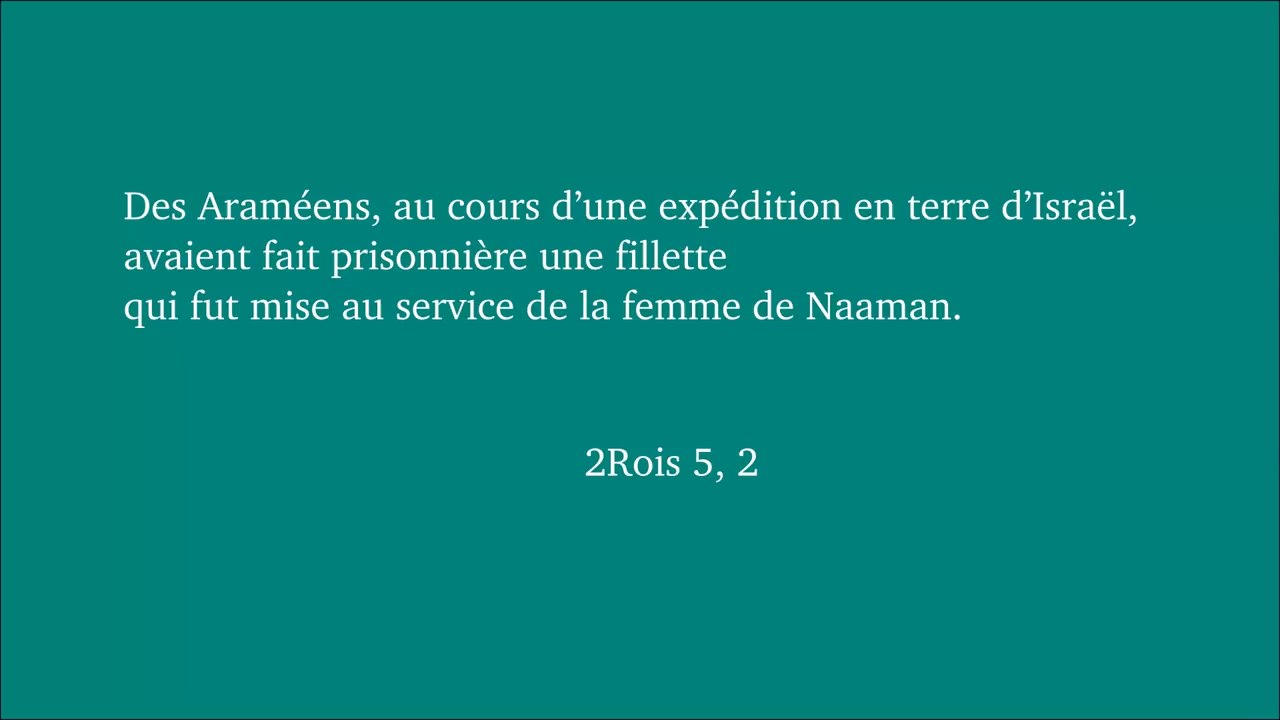 Des Araméens, au cours d’une expédition en terre d’Israël,
avaient fait prisonnière une fillette
qui fut mise au service de la femme de Naaman.
2Rois 5, 2